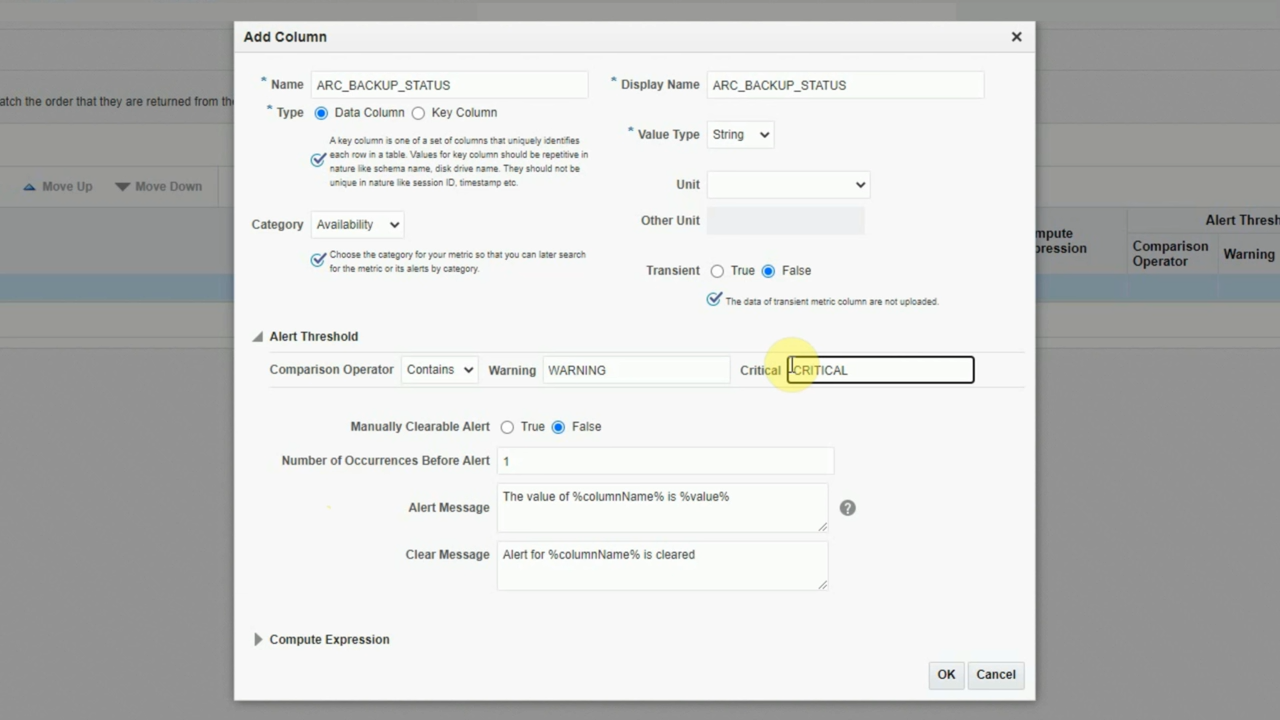 Add Column
* Name ARC_BACKUP_STATUS
* Display Name ARC_BACKUP_STATUS
* Type Data Column Key Column
A key column is one of a set of columns that uniquely identifies
each row in a table. Values for key column should be repetitive in
nature like schema name, disk drive name. They should not be
unique in nature like session ID, timestamp etc.
* Value Type String
Unit
Category Availability
Other Unit
Choose the category for your metric so that you can later search
for the metric or its alerts by category.
Transient True False
The data of transient metric column are not uploaded.
Alert Threshold
Comparison Operator Contains Warning WARNING Critical CRITICAL
Manually Clearable Alert True False
Number of Occurrences Before Alert 1
Alert Message The value of %columnName% is %value%
?
Clear Message Alert for %columnName% is cleared
Compute Expression
OK Cancel
atch the order that they are returned from the
Move Up Move Down
mpute
pression
Alert Thresh
Comparison
Operator
Warning